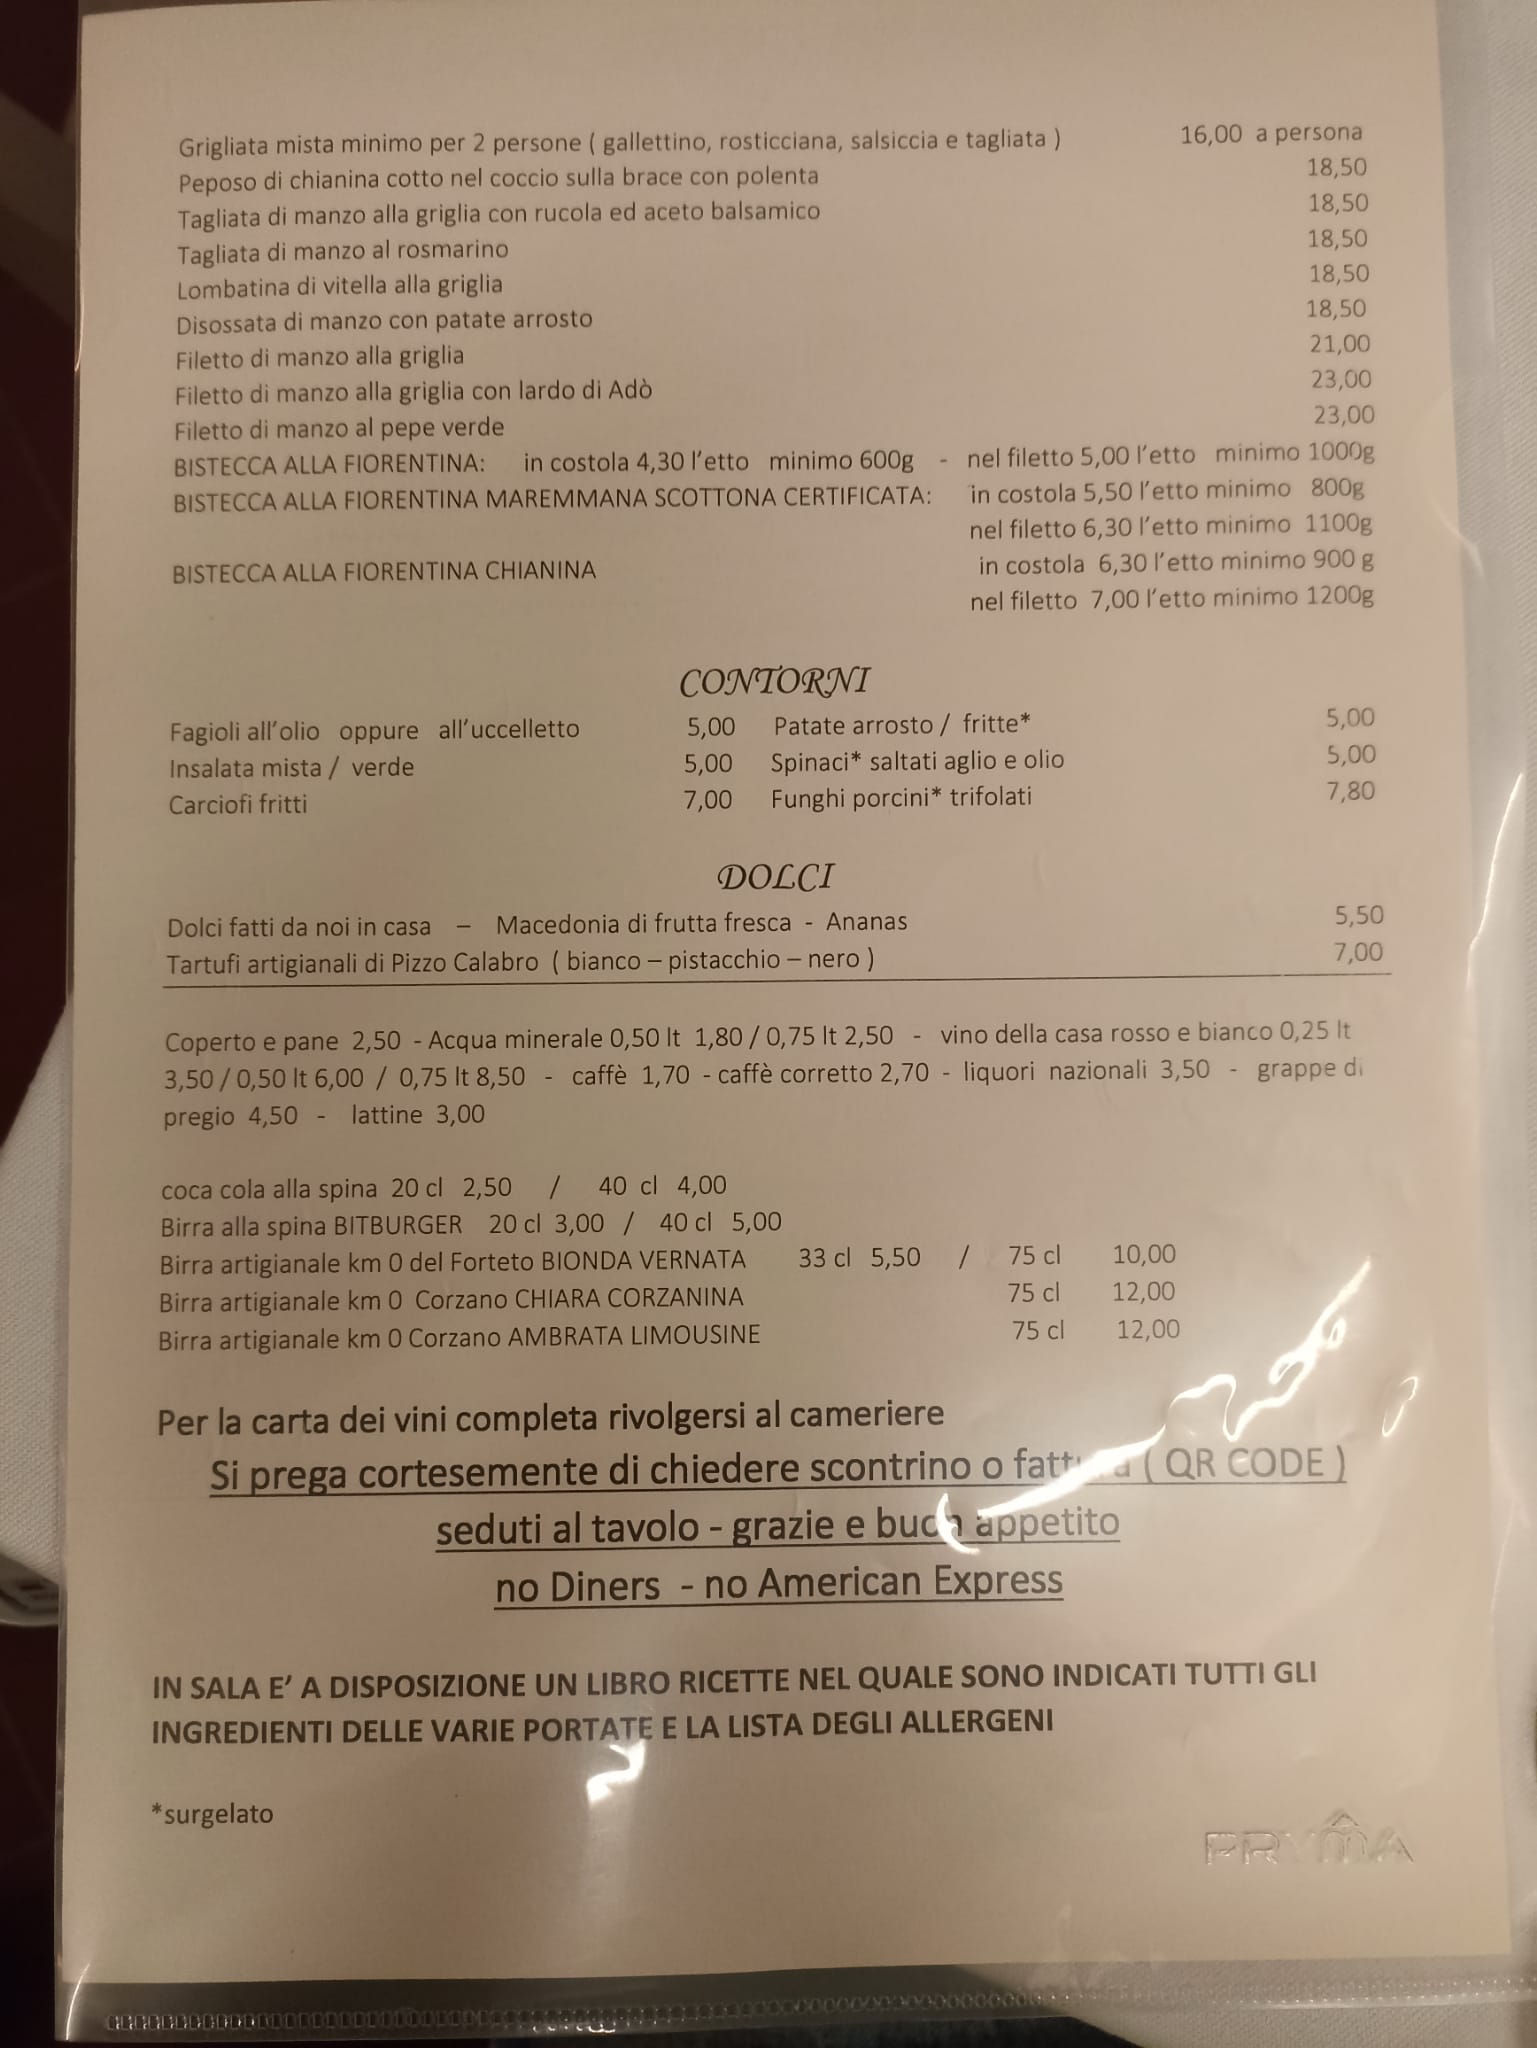 Grigliata mista minimo per 2 persone ( gallettino, rosticciana, salsiccia e tagliata ) 16,00 a persona
Peposo di chianina cotto nel coccio sulla brace con polenta 18,50
Tagliata di manzo alla griglia con rucola ed aceto balsamico 18,50
Tagliata di manzo al rosmarino 18,50
Lombatina di vitella alla griglia 18,50
Disossata di manzo con patate arrosto 18,50
Filetto di manzo alla griglia 21,00
Filetto di manzo alla griglia con lardo di Adò 23,00
Filetto di manzo al pepe verde 23,00
BISTECCA ALLA FIORENTINA: in costola 4,30 l'etto minimo 600g - nel filetto 5,00 l'etto minimo 1000g
BISTECCA ALLA FIORENTINA MAREMMANA SCOTTONA CERTIFICATA: in costola 5,50 l'etto minimo 800g
nel filetto 6,30 l'etto minimo 1100g
BISTECCA ALLA FIORENTINA CHIANINA in costola 6,30 l'etto minimo 900 g
nel filetto 7,00 l'etto minimo 1200g
CONTORNI
Fagioli all'olio oppure all'uccelletto 5,00 Patate arrosto / fritte* 5,00
Insalata mista / verde 5,00 Spinaci* saltati aglio e olio 5,00
Carciofi fritti 7,00 Funghi porcini* trifolati 7,80
DOLCI
Dolci fatti da noi in casa – Macedonia di frutta fresca - Ananas 5,50
Tartufi artigianali di Pizzo Calabro ( bianco – pistacchio – nero ) 7,00
Coperto e pane 2,50 - Acqua minerale 0,50 lt 1,80 / 0,75 lt 2,50 - vino della casa rosso e bianco 0,25 lt
3,50 / 0,50 lt 6,00 / 0,75 lt 8,50 - caffè 1,70 - caffè corretto 2,70 - liquori nazionali 3,50 - grappe di
pregio 4,50 - lattine 3,00
coca cola alla spina 20 cl 2,50 / 40 cl 4,00
Birra alla spina BITBURGER 20 cl 3,00 / 40 cl 5,00
Birra artigianale km 0 del Forteto BIONDA VERNATA 33 cl 5,50 / 75 cl 10,00
Birra artigianale km 0 Corzano CHIARA CORZANINA 75 cl 12,00
Birra artigianale km 0 Corzano AMBRATA LIMOUSINE 75 cl 12,00
Per la carta dei vini completa rivolgersi al cameriere
Si prega cortesemente di chiedere scontrino o fattura ( QR CODE )
seduti al tavolo - grazie e buon appetito
no Diners - no American Express
IN SALA E' A DISPOSIZIONE UN LIBRO RICETTE NEL QUALE SONO INDICATI TUTTI GLI
INGREDIENTI DELLE VARIE PORTATE E LA LISTA DEGLI ALLERGENI
*surgelato
PRYMA